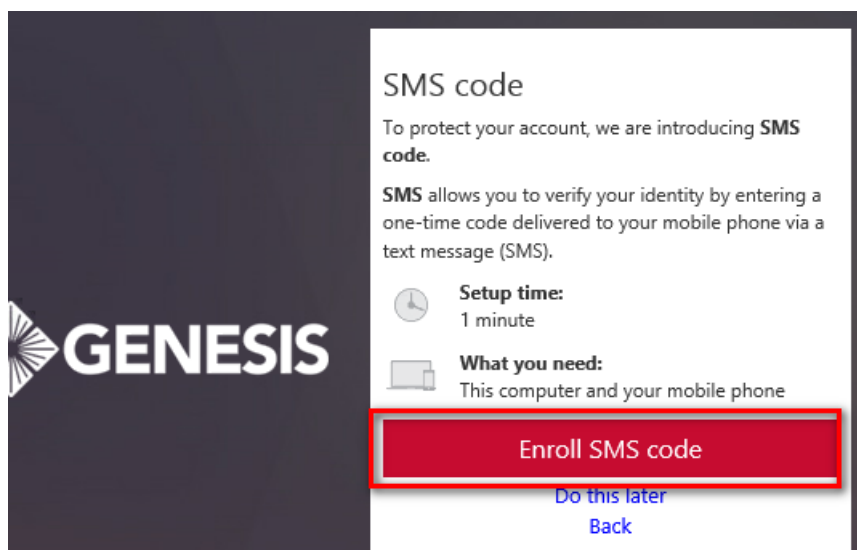 SMS code
To protect your account, we are introducing SMS
code.
SMS allows you to verify your identity by entering a
one-time code delivered to your mobile phone via a
text message (SMS).
Setup time:
1 minute
GENESIS
What you need:
This computer and your mobile phone
Enroll SMS code
Do this later
Back